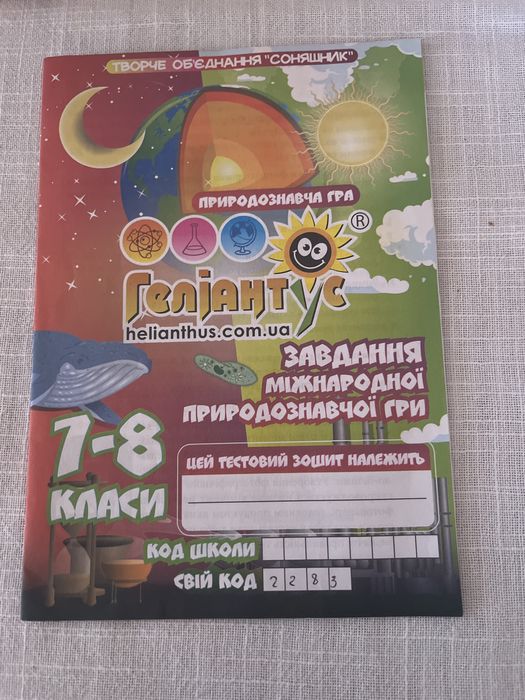 ТВОРЧЕ ОБ'ЄДНАННЯ "СОНЯШНИК"
ПРИРОДОЗНАВЧА ГРА
®
Геліантус
helianthus.com.ua
ЗАВДАННЯ
МІЖНАРОДНОЇ
ПРИРОДОЗНАВЧОЇ ГРИ
7-8
КЛАСИ
ЦЕЙ ТЕСТОВИЙ ЗОШИТ НАЛЕЖИТЬ
КОД ШКОЛИ
СВІЙ КОД 2283